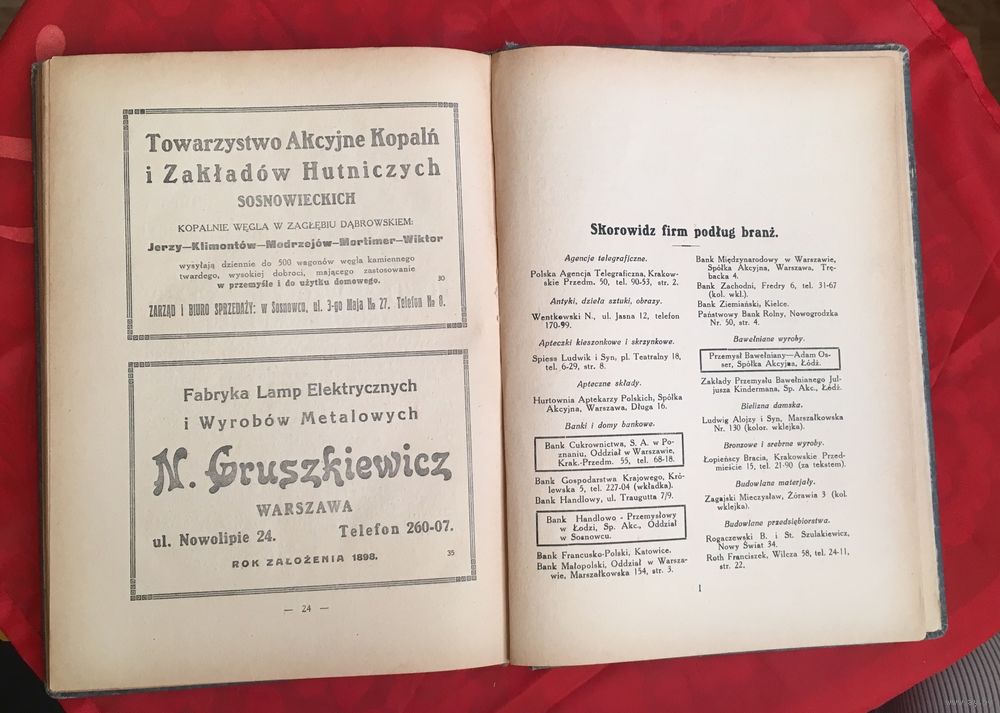 Towarzystwo Akcyjne Kopalń
i Zakładów Hutniczych
SOSNOWIECKICH
KOPALNIE WĘGLA W ZAGŁĘBIU DĄBROWSKIEM:
Jerzy—Klimontów—Modrzejów—Mortimer—Wiktor
wysyłają dziennie do 500 wagonów węgla kamiennego
twardego, wysokiej dobroci, mającego zastosowanie
w przemyśle i do użytku domowego.
30
ZARZĄD i BIURO SPRZEDAŻY: w Sosnowcu, ul. 3-go Maja № 27. Telefon № 8.
Fabryka Lamp Elektrycznych
i Wyrobów Metalowych
N. Gruszkiewicz
WARSZAWA
ul. Nowolipie 24. Telefon 260-07.
ROK ZAŁOŻENIA 1898.
35
— 24 —
Skorowidz firm podług branż.
Agencje telegraficzne.
Polska Agencja Telegraficzna, Krakow-
skie Przedm. 50, tel. 90-53, str. 2.
Antyki, dzieła sztuki, obrazy.
Wentkowski N., ul. Jasna 12, telefon
170-99.
Apteczki kieszonkowe i skrzynkowe.
Spiess Ludwik i Syn, pl. Teatralny 18,
tel. 6-29, str. 8.
Apteczne składy.
Hurtownia Aptekarzy Polskich, Spółka
Akcyjna, Warszawa, Długa 16.
Banki i domy bankowe.
Bank Cukrownictwa, S. A. w Po-
znaniu, Oddział w Warszawie,
Krak.-Przedm. 55, tel. 68-18.
Bank Gospodarstwa Krajowego, Kró-
lewska 5, tel. 227-04 (wkładka).
Bank Handlowy, ul. Traugutta 7/9.
Bank Handlowo - Przemysłowy
w Łodzi, Sp. Akc., Oddział
w Sosnowcu.
Bank Francusko-Polski, Katowice.
Bank Małopolski, Oddział w Warsza-
wie, Marszałkowska 154, str. 3.
Bank Międzynarodowy w Warszawie,
Spółka Akcyjna, Warszawa, Trę-
backa 4.
Bank Zachodni, Fredry 6, tel. 31-67
(kol. wkl.).
Bank Ziemiański, Kielce.
Państwowy Bank Rolny, Nowogrodzka
Nr. 50, str. 4.
Bawełniane wyroby.
Przemysł Bawełniany—Adam Os-
ser, Spółka Akcyjna, Łódź.
Zakłady Przemysłu Bawełnianego Jul-
jusza Kindermana, Sp. Akc., Łódź.
Bielizna damska.
Ludwig Alojzy i Syn, Marszałkowska
Nr. 130 (kolor. wklejka).
Bronzowe i srebrne wyroby.
Łopieńscy Bracia, Krakowskie Przed-
mieście 15, tel. 21-90 (za tekstem).
Budowlane materjały.
Zagajski Mieczysław, Żórawia 3 (kol.
wklejka).
Budowlane przedsiębiorstwa.
Rogaczewski B. i St. Szulakiewicz,
Nowy Świat 34.
Roth Franciszek, Wilcza 58, tel. 24-11,
str. 22.
I